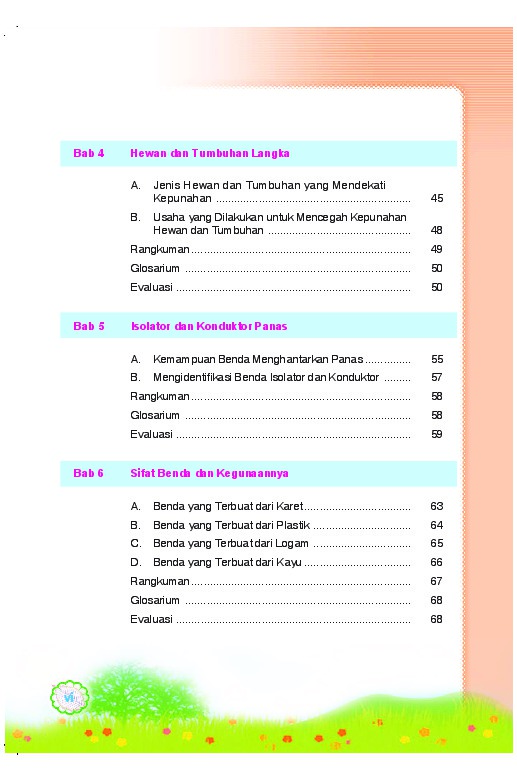 Bab 4 Hewan dan Tumbuhan Langka
A. Jenis Hewan dan Tumbuhan yang Mendekati
Kepunahan ................................................................ 45
B. Usaha yang Dilakukan untuk Mencegah Kepunahan
Hewan dan Tumbuhan ............................................... 48
Rangkuman ........................................................................ 49
Glosarium .......................................................................... 50
Evaluasi ............................................................................. 50
Bab 5 Isolator dan Konduktor Panas
A. Kemampuan Benda Menghantarkan Panas ............... 55
B. Mengidentifikasi Benda Isolator dan Konduktor ......... 57
Rangkuman ........................................................................ 58
Glosarium .......................................................................... 58
Evaluasi ............................................................................. 59
Bab 6 Sifat Benda dan Kegunaannya
A. Benda yang Terbuat dari Karet ................................... 63
B. Benda yang Terbuat dari Plastik ................................ 64
C. Benda yang Terbuat dari Logam ................................ 65
D. Benda yang Terbuat dari Kayu ................................... 66
Rangkuman ........................................................................ 67
Glosarium .......................................................................... 68
Evaluasi ............................................................................. 68
vi